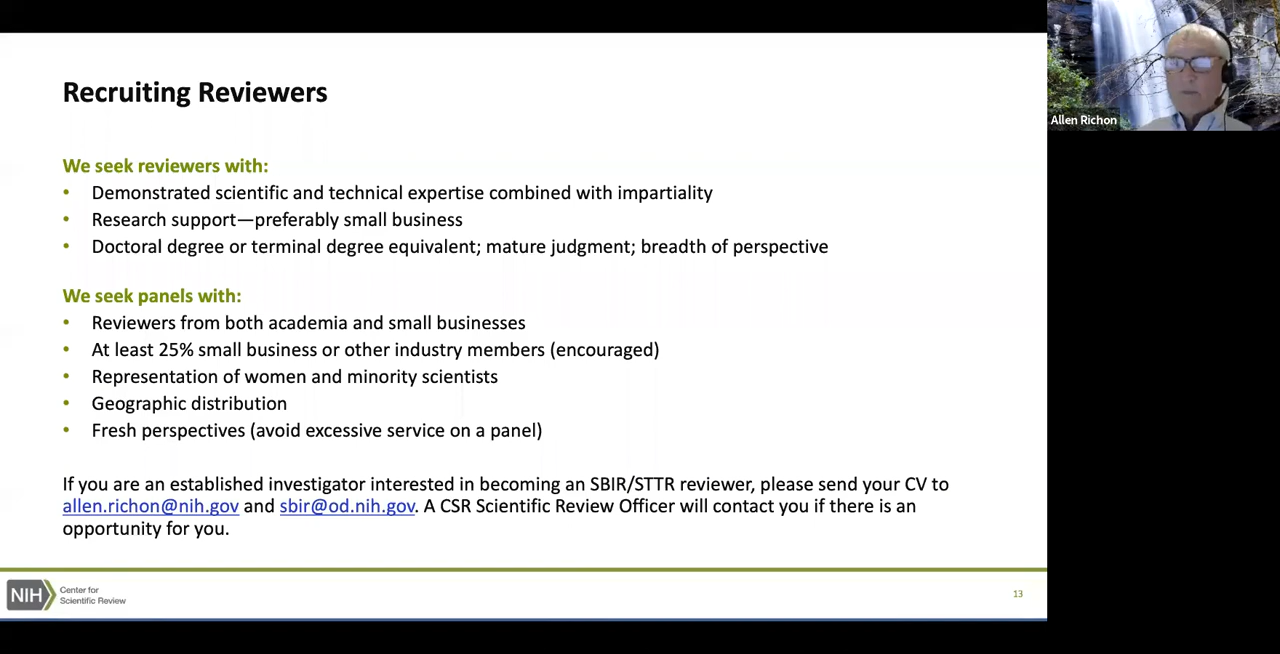 Recruiting Reviewers
We seek reviewers with:
• Demonstrated scientific and technical expertise combined with impartiality
• Research support—preferably small business
• Doctoral degree or terminal degree equivalent; mature judgment; breadth of perspective
We seek panels with:
• Reviewers from both academia and small businesses
• At least 25% small business or other industry members (encouraged)
• Representation of women and minority scientists
• Geographic distribution
• Fresh perspectives (avoid excessive service on a panel)
If you are an established investigator interested in becoming an SBIR/STTR reviewer, please send your CV to
allen.richon@nih.gov and sbir@od.nih.gov. A CSR Scientific Review Officer will contact you if there is an
opportunity for you.
NIH Center for
Scientific Review
13
Allen Richon